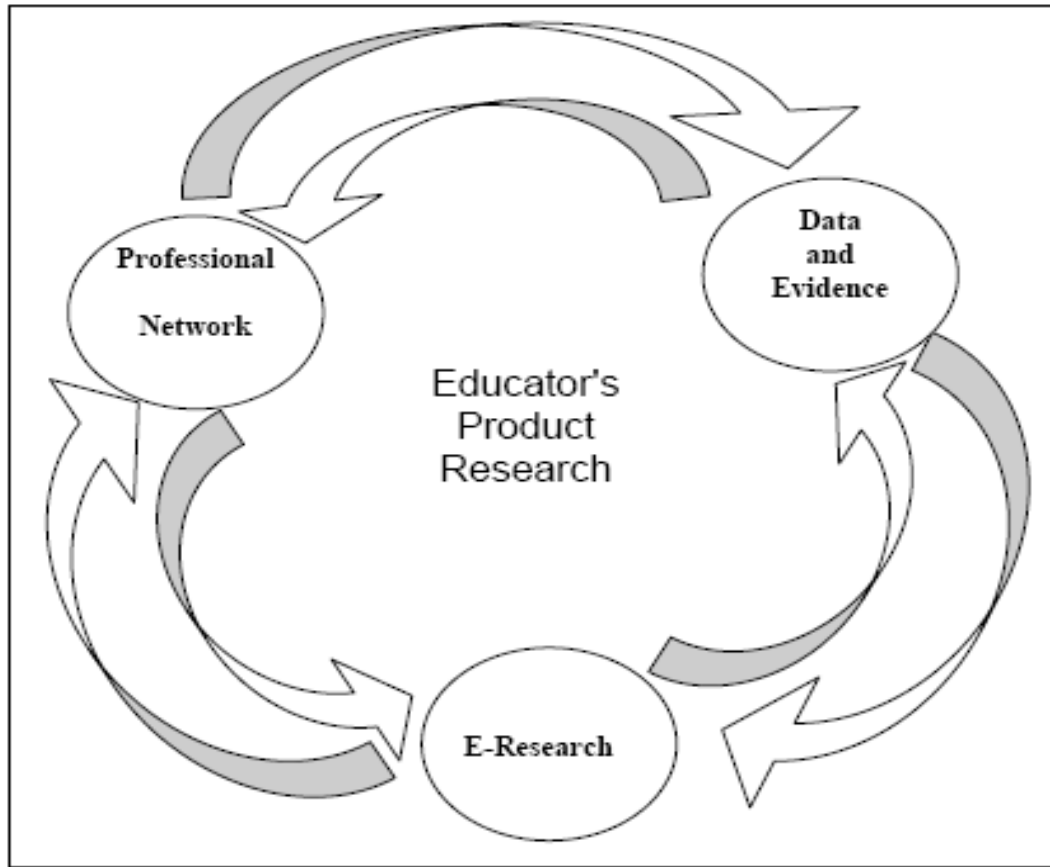 Professional
Network
Data
and
Evidence
Educator's
Product
Research
E-Research